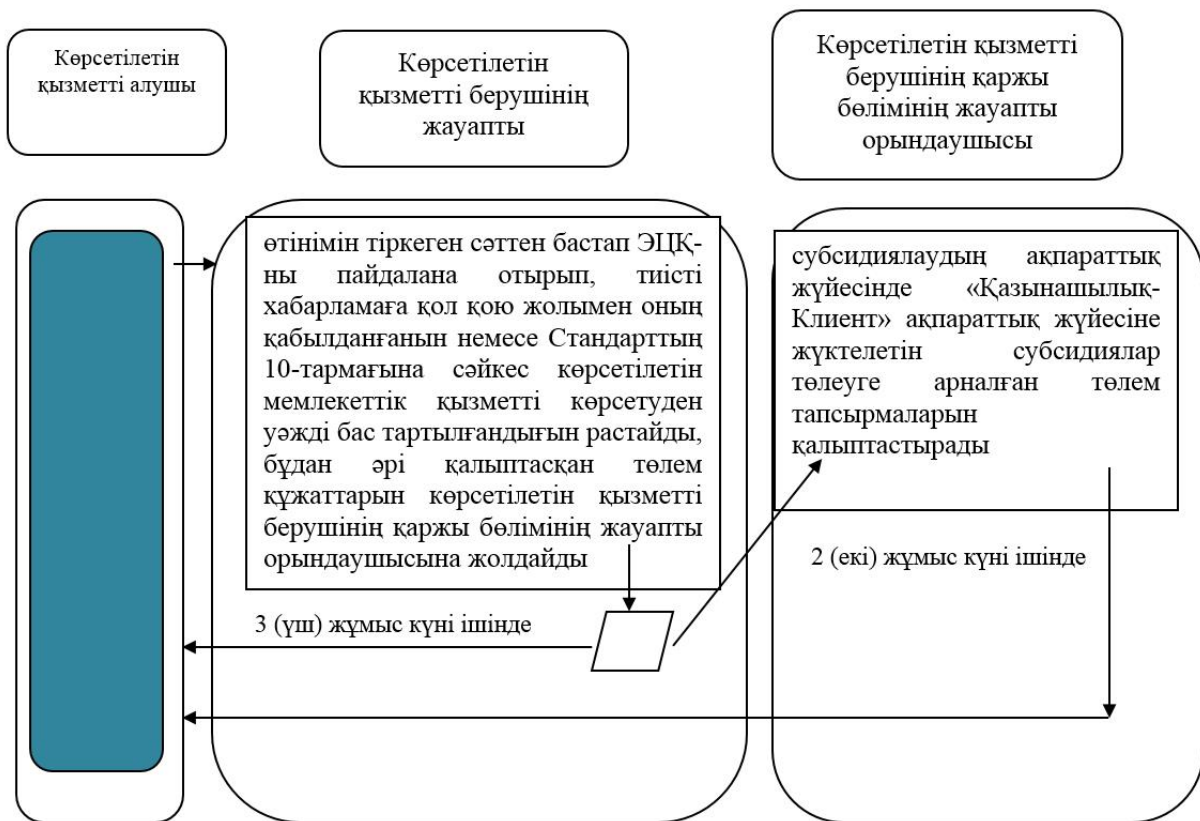 Көрсетілетін
қызметті алушы
Көрсетілетін
қызметті берушінің
жауапты
Көрсетілетін қызметті
берушінің қаржы
бөлімінің жауапты
орындаушысы
өтінімін тіркеген сәттен бастап ЭЦҚ-
ны пайдалана отырып, тиісті
хабарламаға қол қою жолымен оның
қабылданғанын немесе Стандарттың
10-тармағына сәйкес көрсетілетін
мемлекеттік қызметті көрсетуден
уәжді бас тартылғандығын растайды,
бұдан әрі қалыптасқан төлем
құжаттарын көрсетілетін қызметті
берушінің қаржы бөлімінің жауапты
орындаушысына жолдайды
субсидиялаудың ақпараттық
жүйесінде «Қазынашылық-
Клиент» ақпараттық жүйесіне
жүктелетін субсидиялар
төлеуге арналған төлем
тапсырмаларын
қалыптастырады
2 (екі) жұмыс күні ішінде
3 (үш) жұмыс күні ішінде